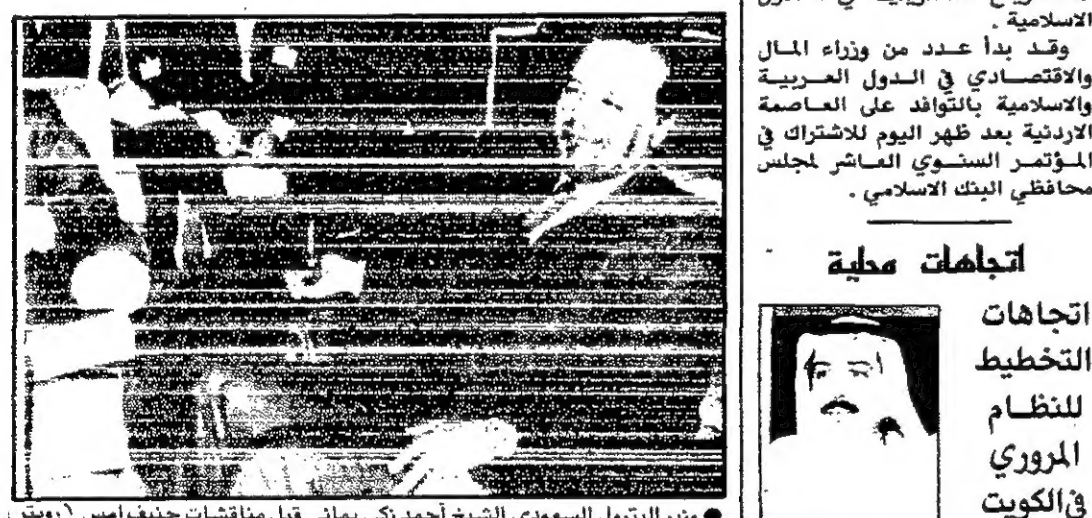 الاسلامية .
وقد بدأ عدد من وزراء المال
والاقتصادي في الدول العربية
والاسلامية بالتوافد على العاصمة
الاردنية بعد ظهر اليوم للاشتراك في
المؤتمر السنوي العاشر لمجلس
محافظي البنك الاسلامي .
اتجاهات محلية
اتجاهات
التخطيط
للنظام
المروري
في الكويت
● وزير البترول السعودي الشيخ أحمد زكي يماني قبل مناقشات جنيف امس ( رويتر )